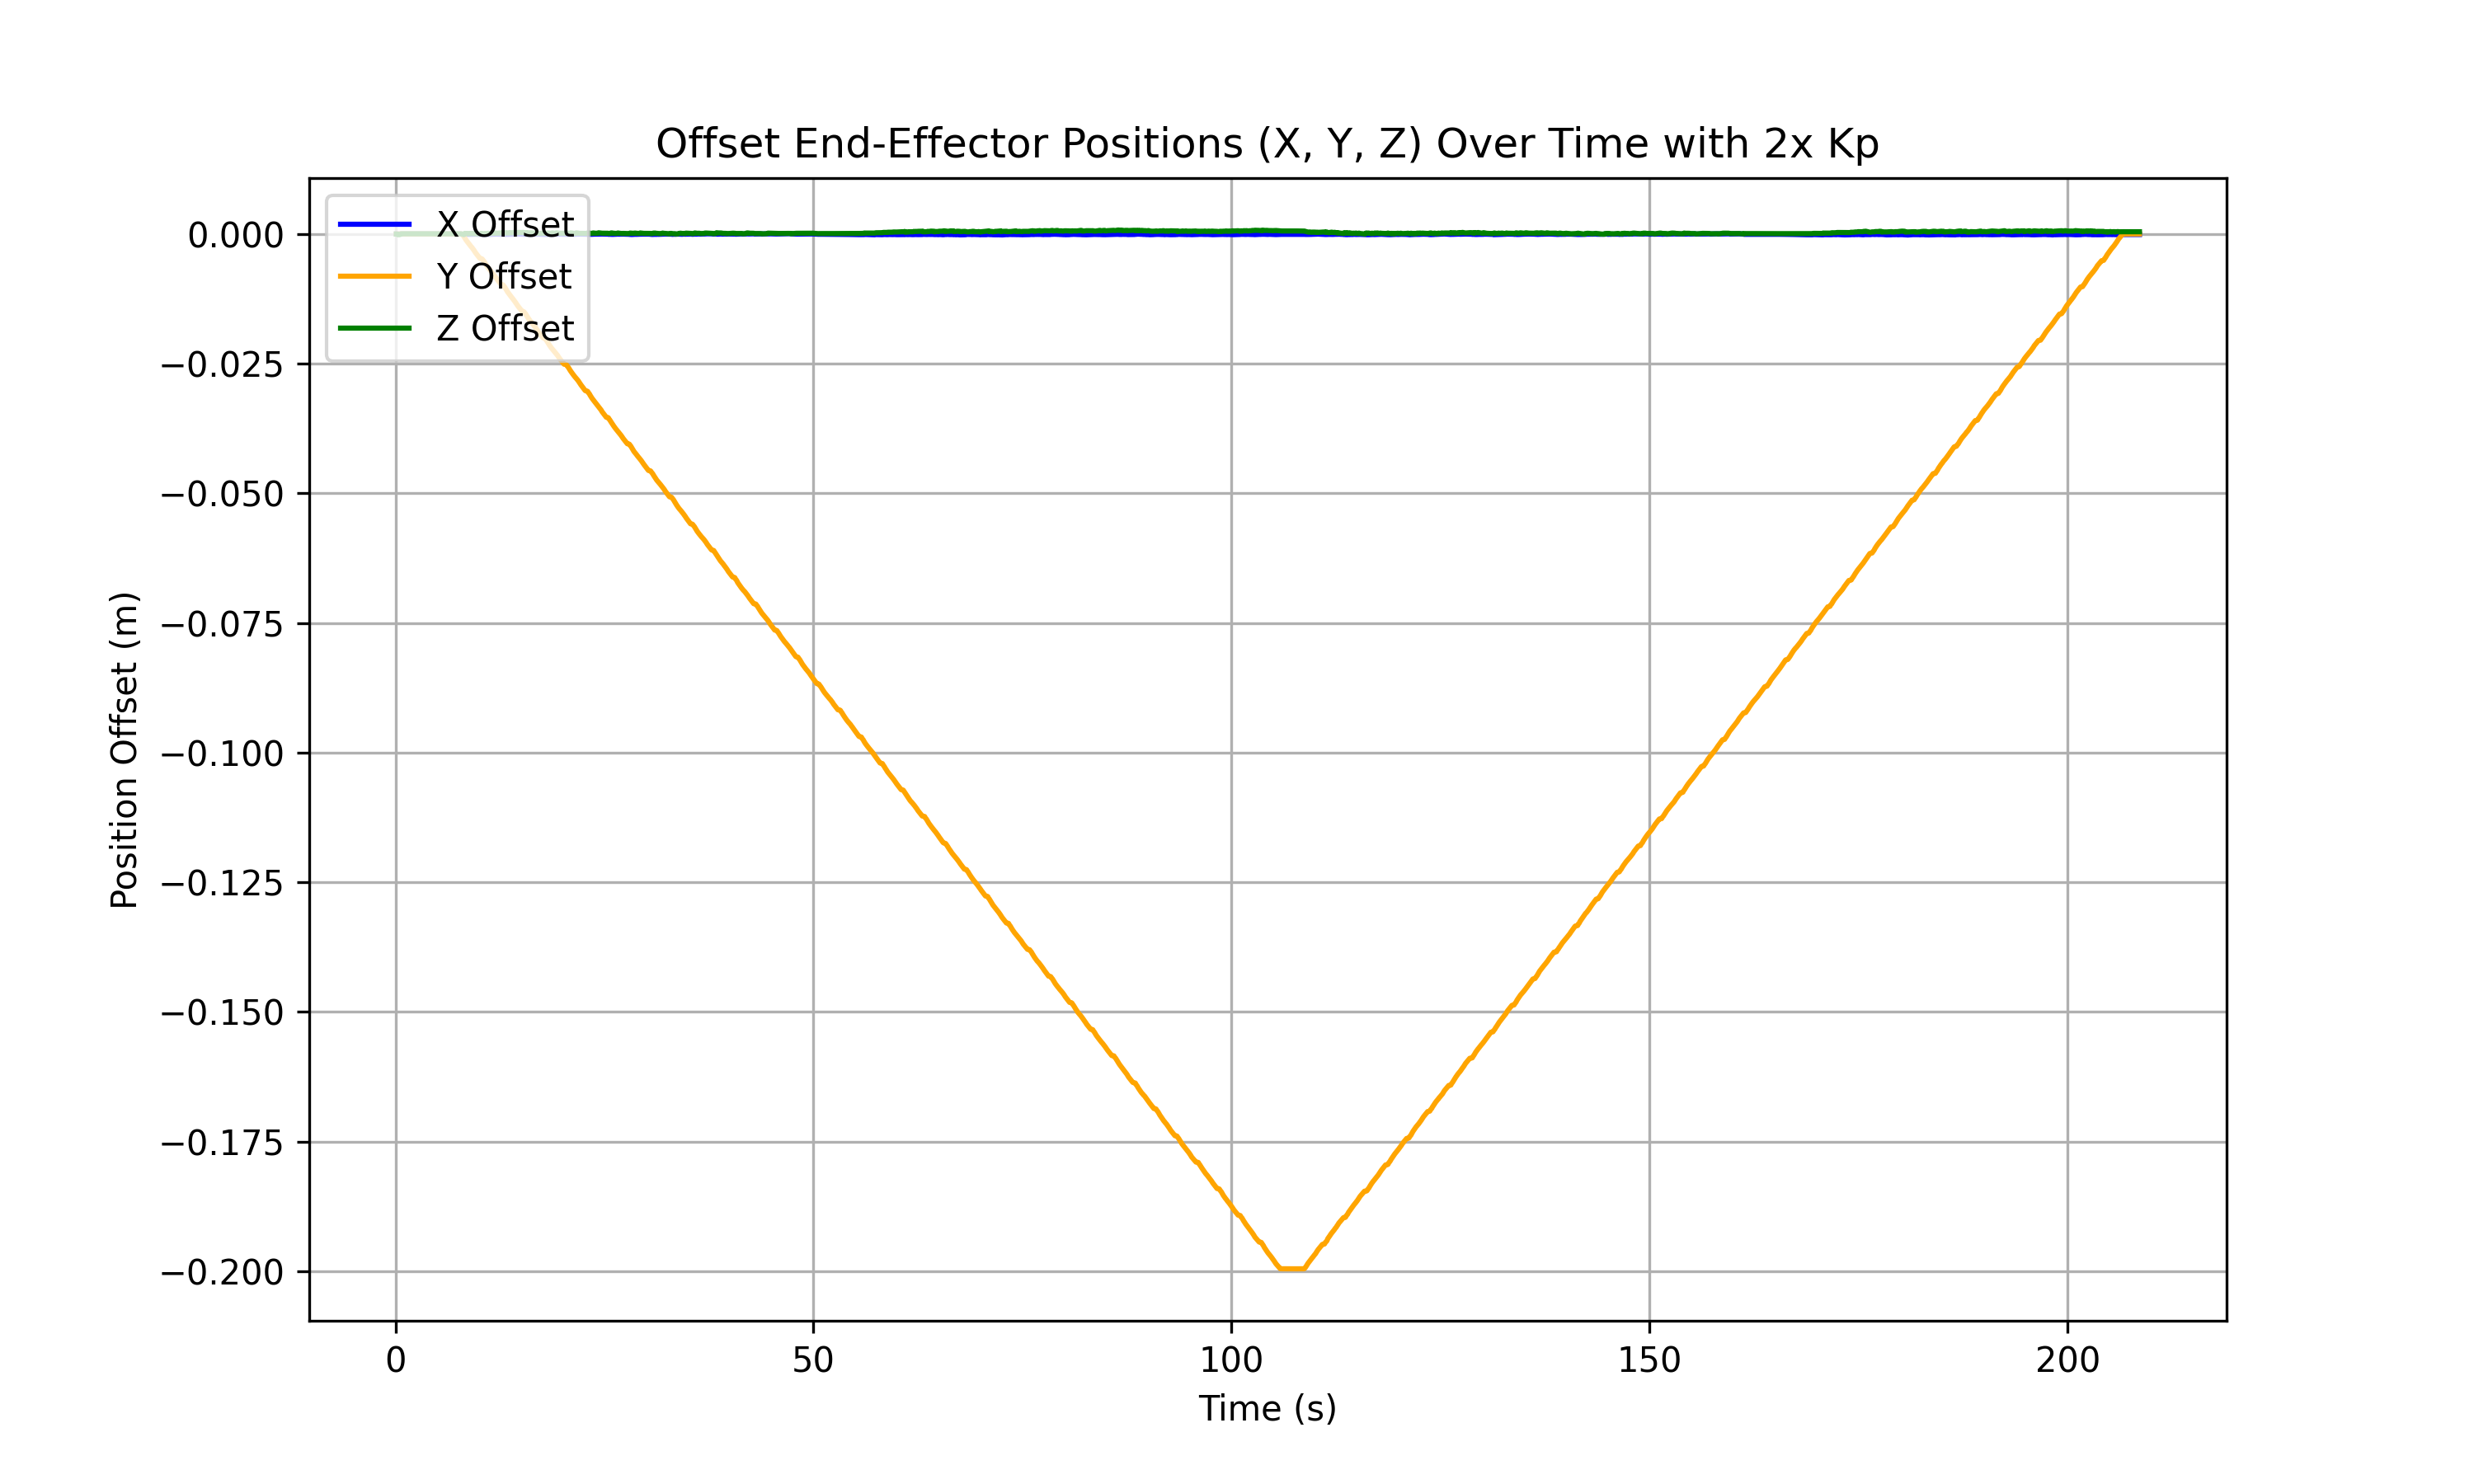 Offset End-Effector Positions (X, Y, Z) Over Time with 2x Kp
X Offset
Y Offset
Z Offset
0.000
−0.025
−0.050
−0.075
−0.100
−0.125
−0.150
−0.175
−0.200
Position Offset (m)
0 50 100 150 200
Time (s)